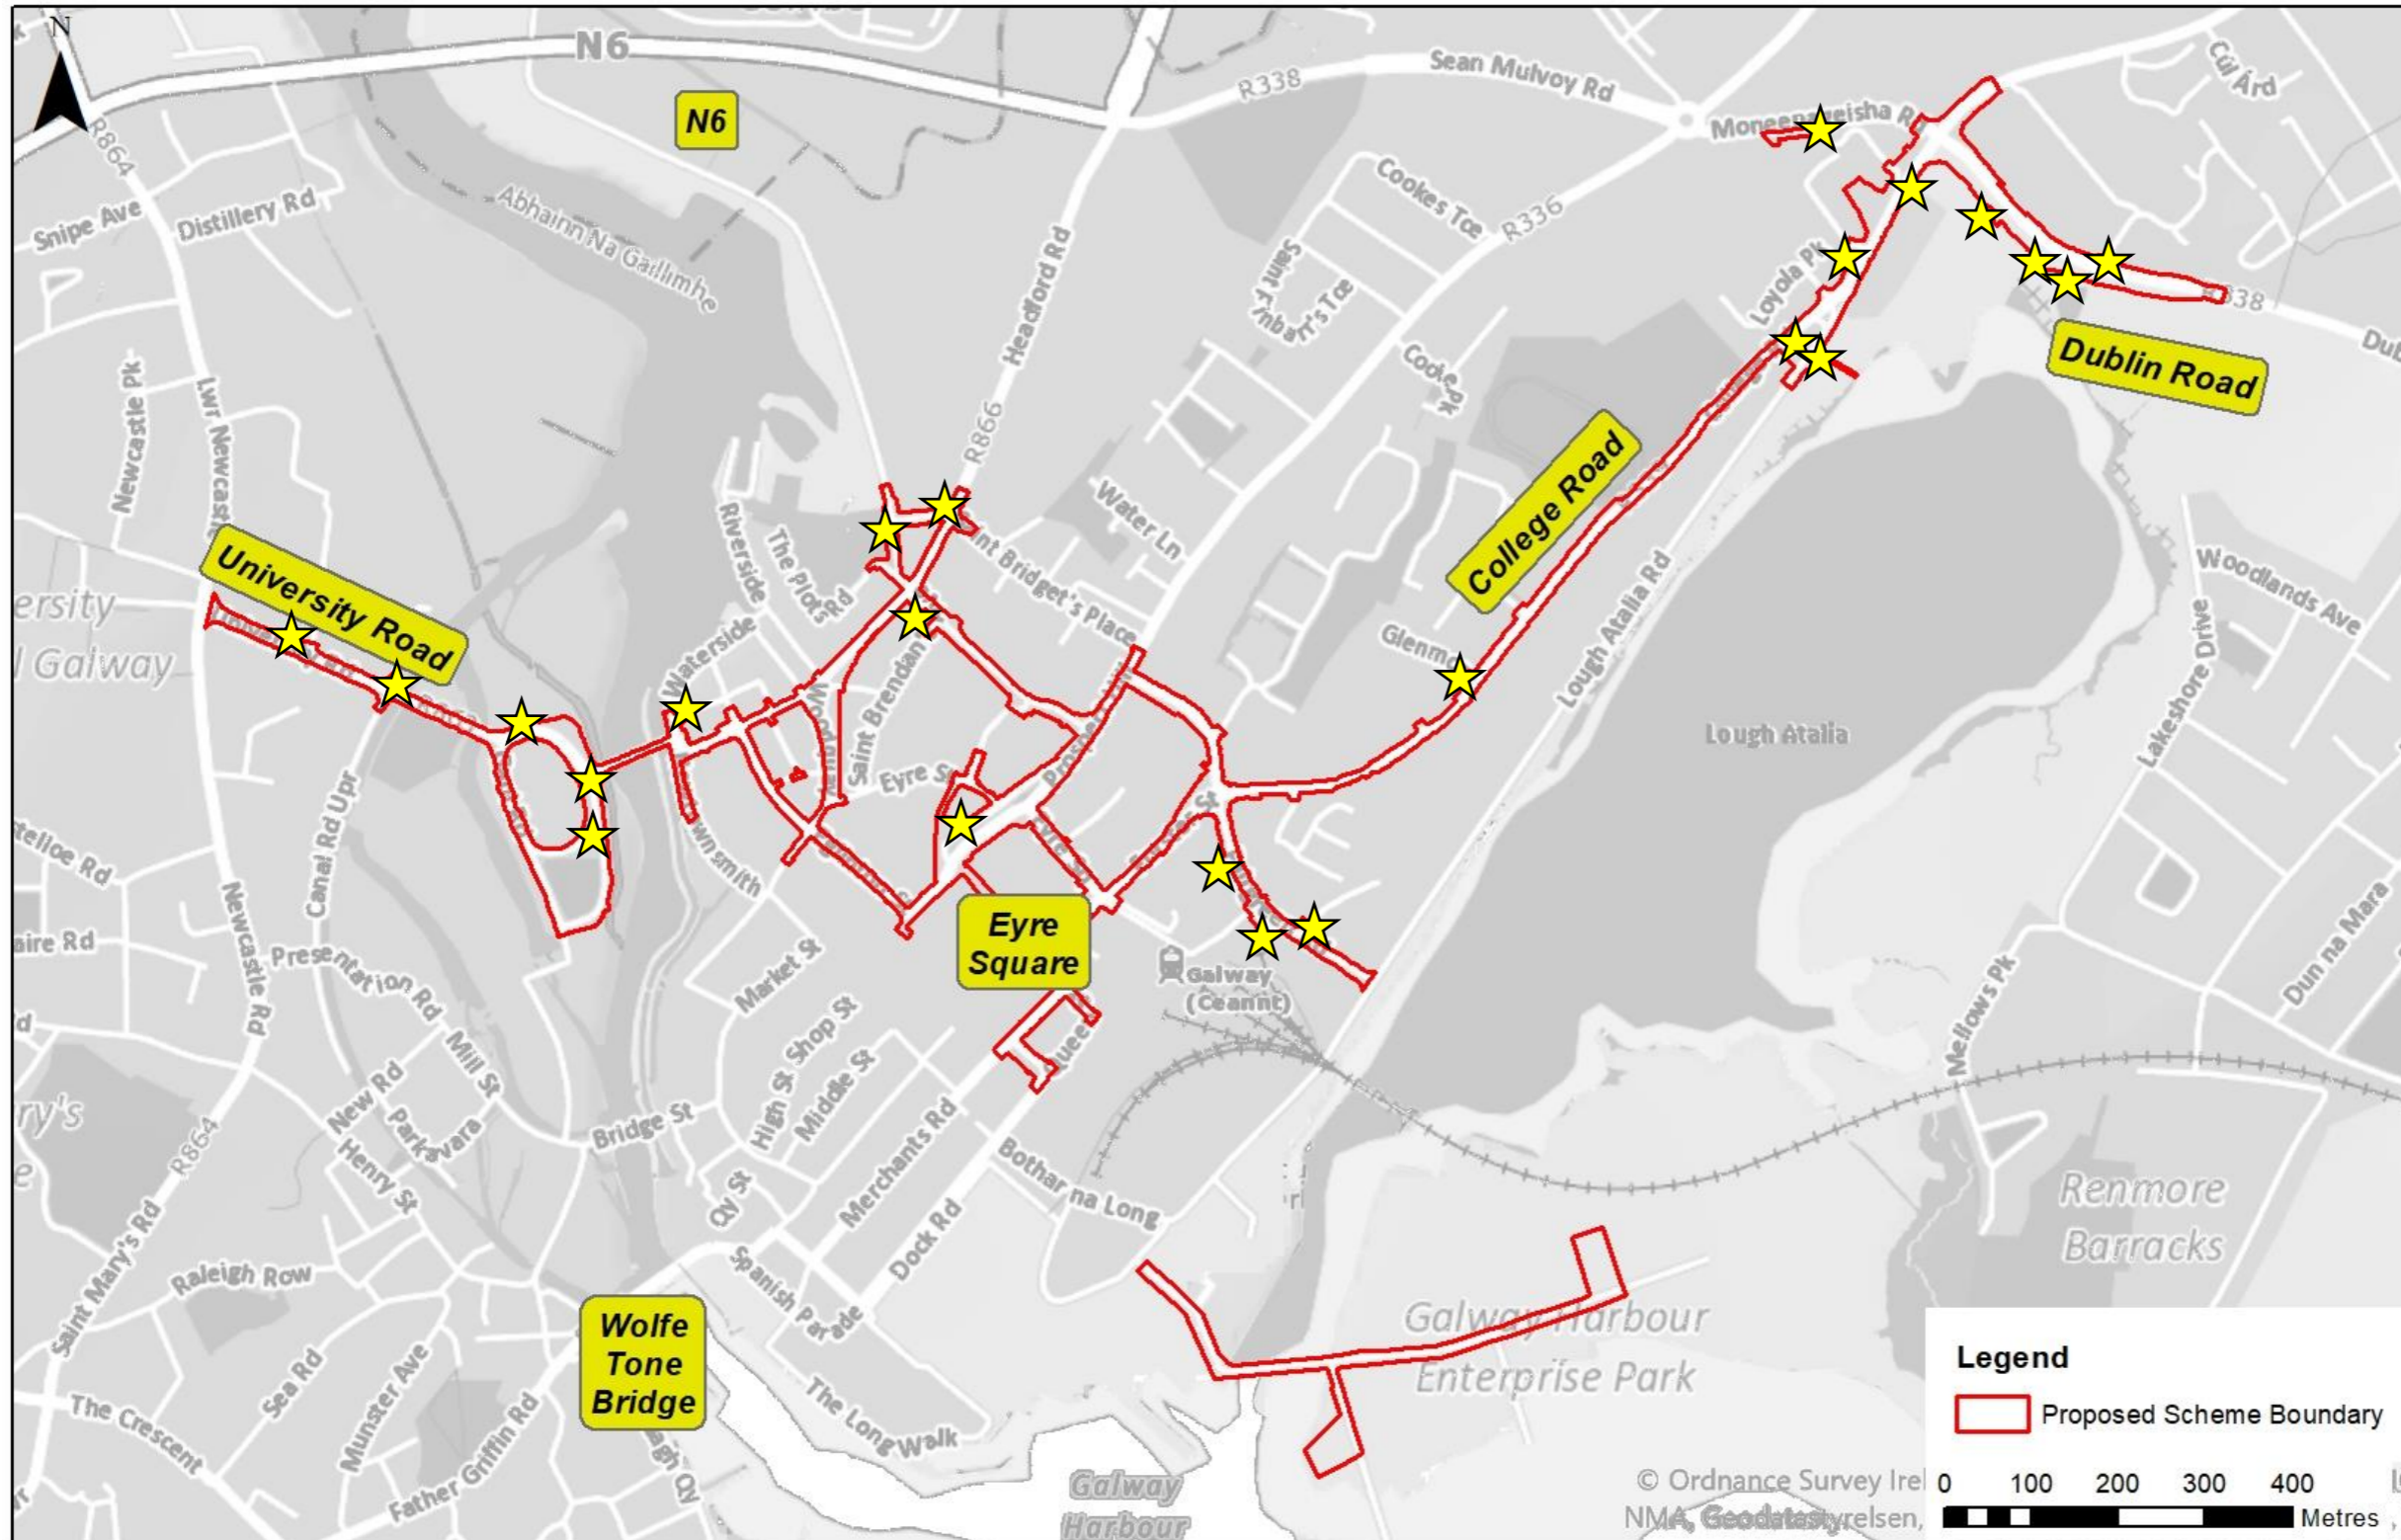 N
N6
N6
R338
Sean Mulvoy Rd
Cúl Árd
R864
Snipe Ave
Distillery Rd
Abhainn Na Gaillimhe
Headford Rd
R866
Cookes Tce
R336
Saint Finbarr's Tce
Loyola Pk
Dublin Road
Newcastle Pk
Lwr Newcastle
Water Ln
College Road
University Road
Riverside
The Plots Rd
Saint Bridget's Place
Woodlands Ave
Lakeshore Drive
Galway
Waterside
Saint Brendan
Eyre St
Lough Atalia Rd
Lough Atalia
Canal Rd Upr
Newcastle Rd
Presentation Rd
Mill St
Market St
Eyre
Square
Galway
(Ceannt)
Mellows Pk
Dun na Mara
New Rd
Parkavara
Henry St
High St
Shop St
Middle St
Bridge St
Merchants Rd
Dock Rd
Bothar na Long
Qy St
R864
Saint Mary's Rd
Raleigh Row
Spanish Parade
Renmore
Barracks
Wolfe
Tone
Bridge
Galway Harbour
Enterprise Park
Sea Rd
Munster Ave
The Crescent
Father Griffin Rd
The Long Walk
Galway
Harbour
Legend
Proposed Scheme Boundary
© Ordnance Survey
0 100 200 300 400
Metres